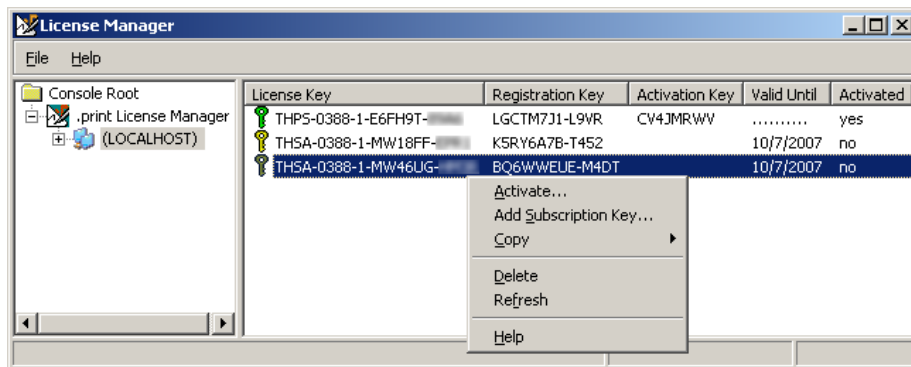 License Manager
File Help
Console Root
.print License Manager
(LOCALHOST)
License Key Registration Key Activation Key Valid Until Activated
THPS-0388-1-E6FH9T- LGCTM7J1-L9VR CV4JMRWV .......... yes
THSA-0388-1-MW18FF- K5RY6A7B-T452 10/7/2007 no
THSA-0388-1-MW46UG- BQ6WWEUE-M4DT 10/7/2007 no
Activate...
Add Subscription Key...
Copy
Delete
Refresh
Help